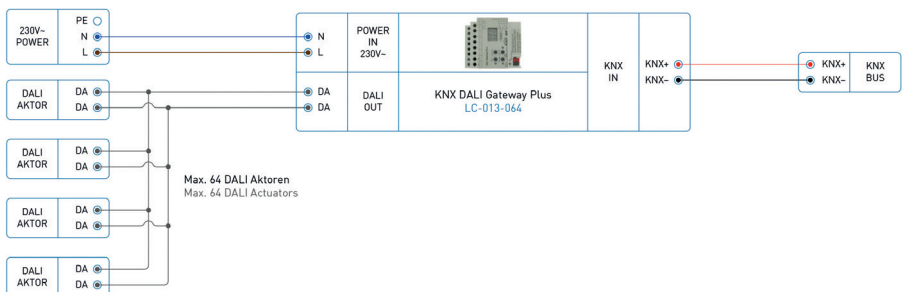 230V~
POWER
PE
N
L
N
L
POWER
IN
230V~
KNX
IN
KNX+
KNX−
KNX+
KNX−
KNX
BUS
DALI
AKTOR
DA
DA
DA
DA
DALI
OUT
KNX DALI Gateway Plus
LC-013-064
DALI
AKTOR
DA
DA
Max. 64 DALI Aktoren
Max. 64 DALI Actuators
DALI
AKTOR
DA
DA
DALI
AKTOR
DA
DA